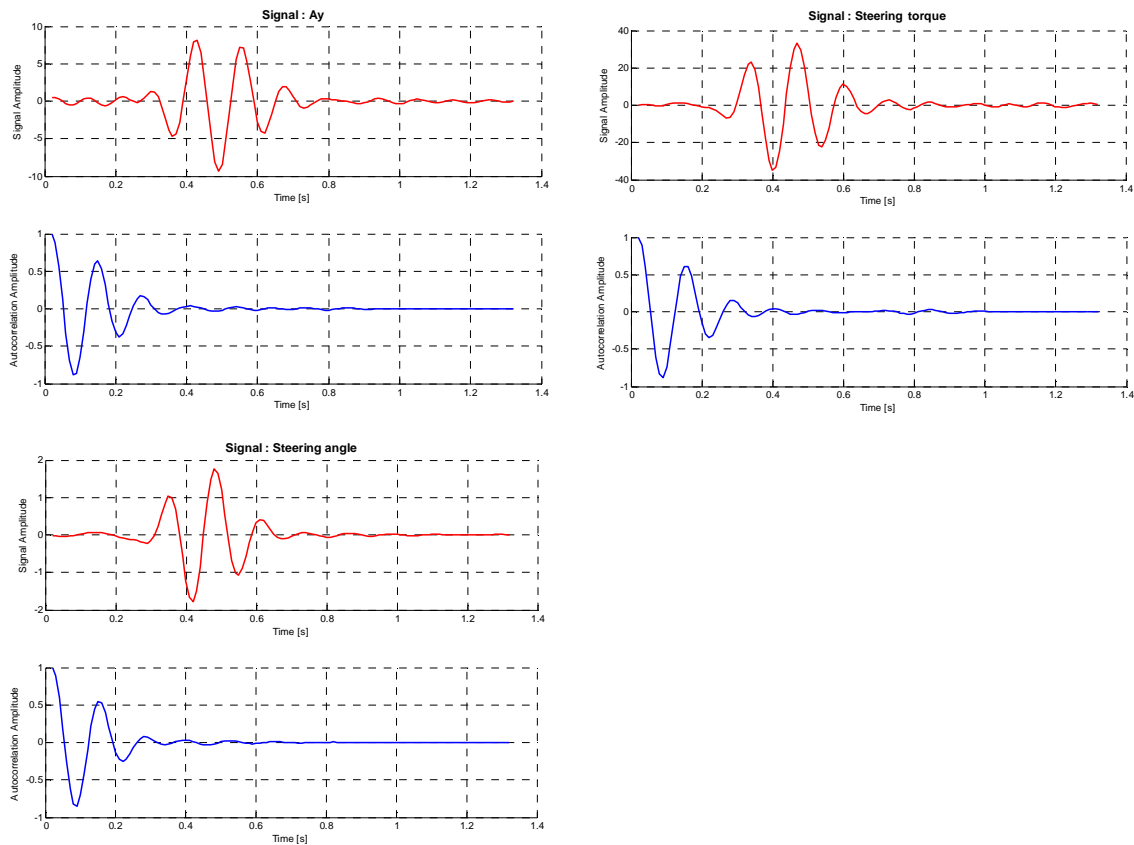 Signal : Ay
10
5
0
-5
-10
Signal Amplitude
0 0.2 0.4 0.6 0.8 1 1.2 1.4
Time [s]
1
0.5
0
-0.5
-1
Autocorrelation Amplitude
0 0.2 0.4 0.6 0.8 1 1.2 1.4
Time [s]
Signal : Steering torque
40
20
0
-20
-40
Signal Amplitude
0 0.2 0.4 0.6 0.8 1 1.2 1.4
Time [s]
1
0.5
0
-0.5
-1
Autocorrelation Amplitude
0 0.2 0.4 0.6 0.8 1 1.2 1.4
Time [s]
Signal : Steering angle
2
1
0
-1
-2
Signal Amplitude
0 0.2 0.4 0.6 0.8 1 1.2 1.4
Time [s]
1
0.5
0
-0.5
-1
Autocorrelation Amplitude
0 0.2 0.4 0.6 0.8 1 1.2 1.4
Time [s]